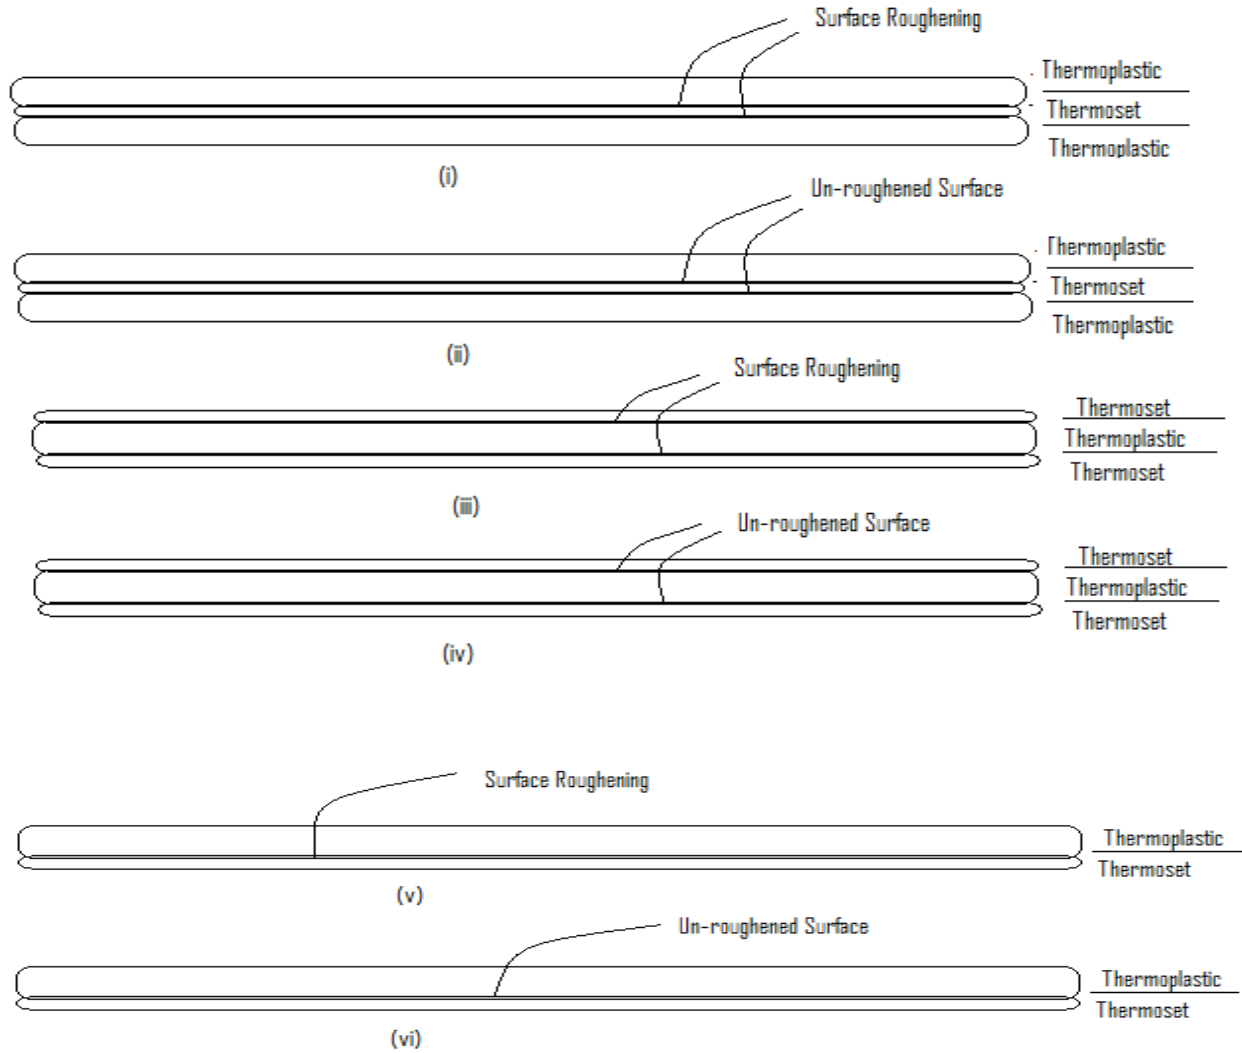 Surface Roughening
Thermoplastic
Thermoset
Thermoplastic
(i)
Un-roughened Surface
Thermoplastic
Thermoset
Thermoplastic
(ii)
Surface Roughening
Thermoset
Thermoplastic
Thermoset
(iii)
Un-roughened Surface
Thermoset
Thermoplastic
Thermoset
(iv)
Surface Roughening
Thermoplastic
Thermoset
(v)
Un-roughened Surface
Thermoplastic
Thermoset
(vi)